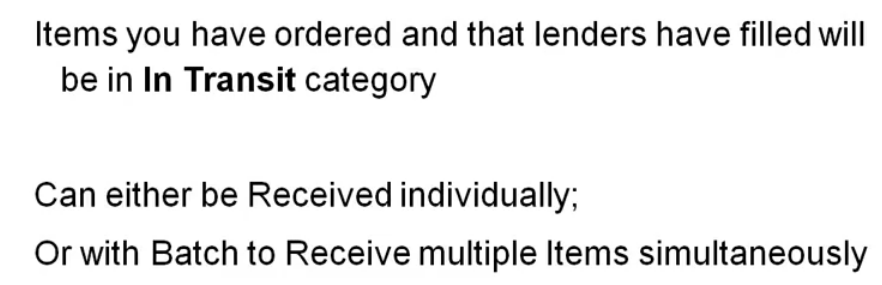 Items you have ordered and that lenders have filled will
be in In Transit category
Can either be Received individually;
Or with Batch to Receive multiple Items simultaneously